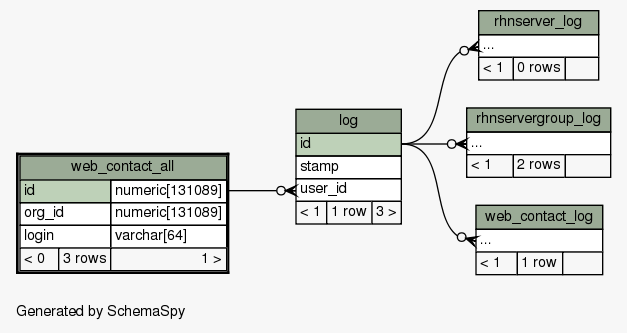 web_contact_all
id numeric[131089]
org_id numeric[131089]
login varchar[64]
< 0 3 rows 1 >
log
id
stamp
user_id
< 1 1 row 3 >
rhnserver_log
...
< 1 0 rows
rhnservergroup_log
...
< 1 2 rows
web_contact_log
...
< 1 1 row
Generated by SchemaSpy